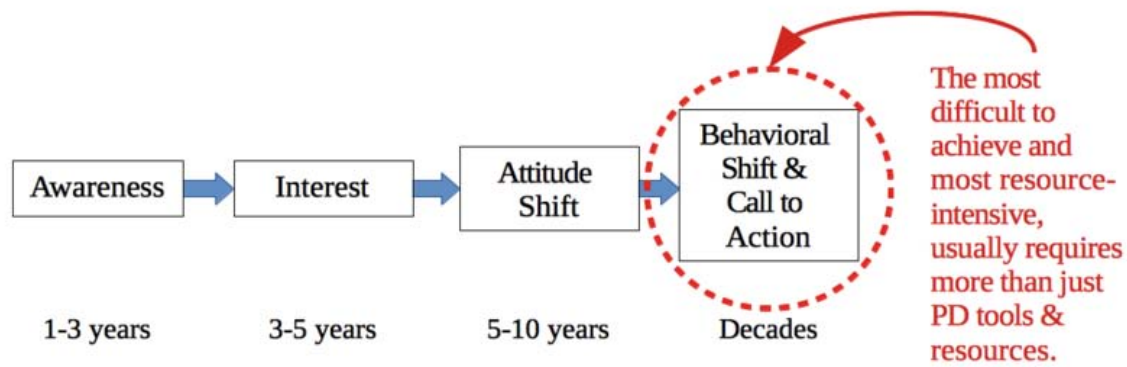 Awareness
Interest
Attitude
Shift
Behavioral
Shift &
Call to
Action
The most
difficult to
achieve and
most resource-
intensive,
usually requires
more than just
PD tools &
resources.
1-3 years
3-5 years
5-10 years
Decades